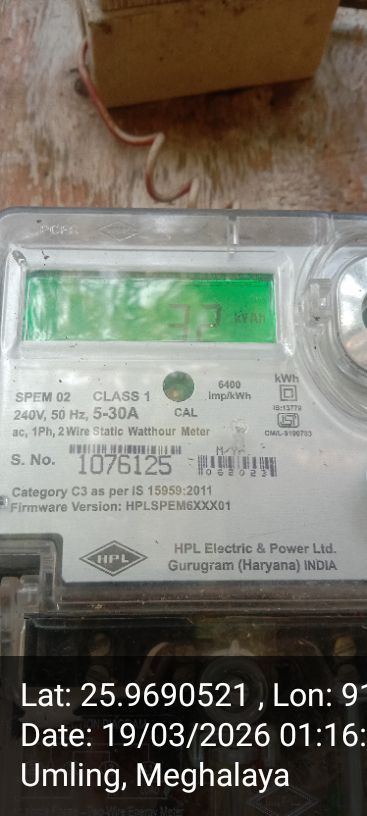 32 kVAh
SPEM 02 CLASS 1 6400 kWh
240V, 50 Hz, 5-30A CAL imp/kWh
IS:13779
ac, 1Ph, 2 Wire Static Watthour Meter
S. No. 1076125
Category C3 as per IS 15959:2011
Firmware Version: HPLSPEM6XXX01
HPL
HPL Electric & Power Ltd.
Gurugram (Haryana) INDIA
Lat: 25.9690521 , Lon: 91
Date: 19/03/2026 01:16:
Umling, Meghalaya